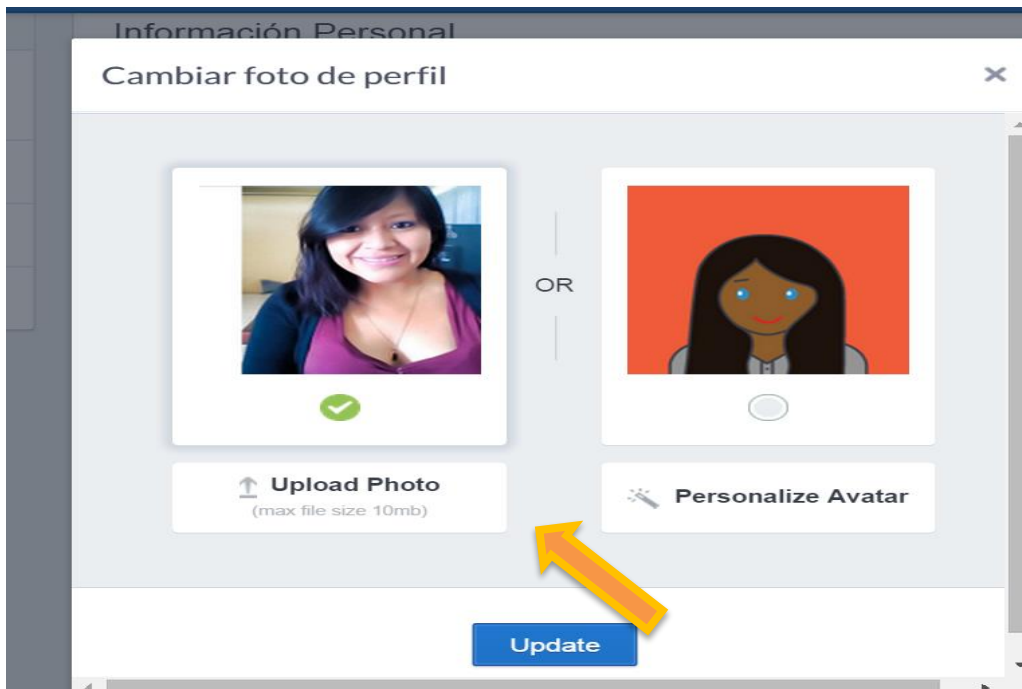 Información Personal
Cambiar foto de perfil
OR
Upload Photo
(max file size 10mb)
Personalize Avatar
Update